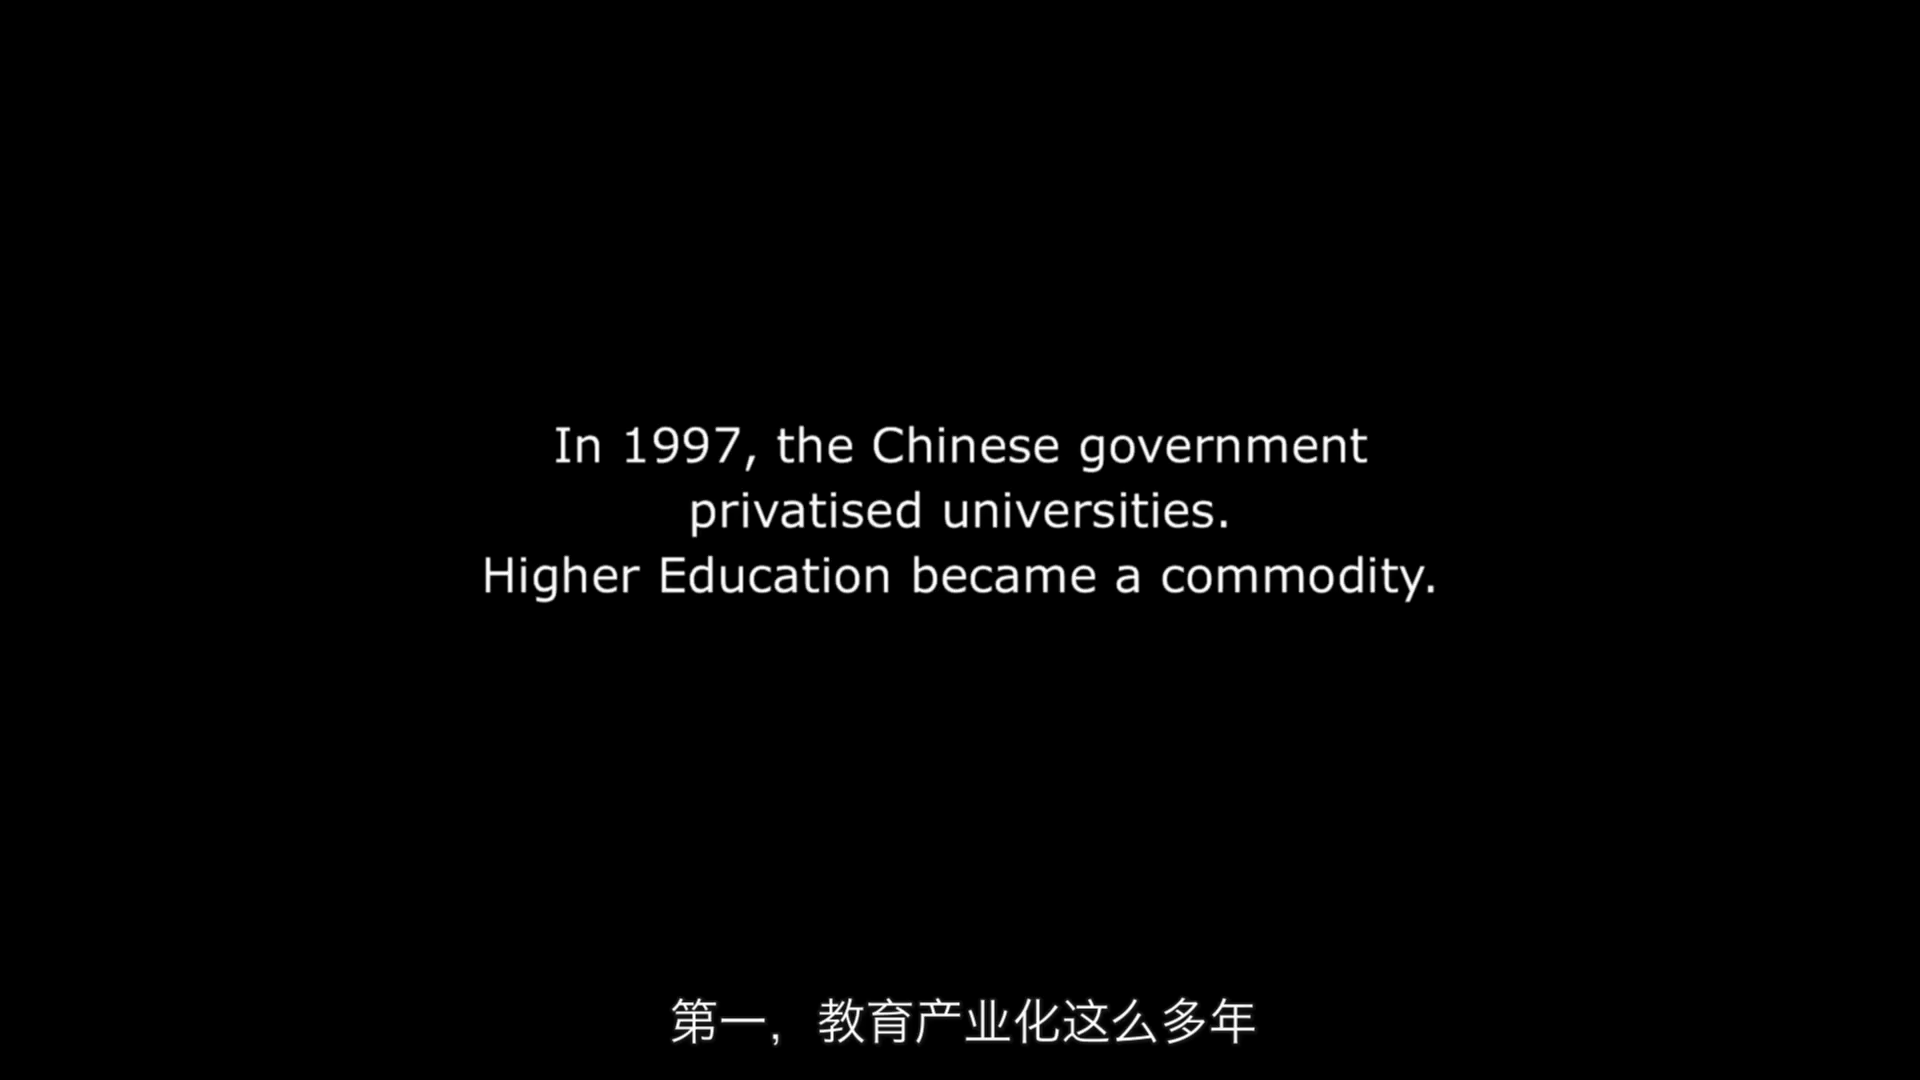 In 1997, the Chinese government
privatised universities.
Higher Education became a commodity.
第一，教育产业化这么多年